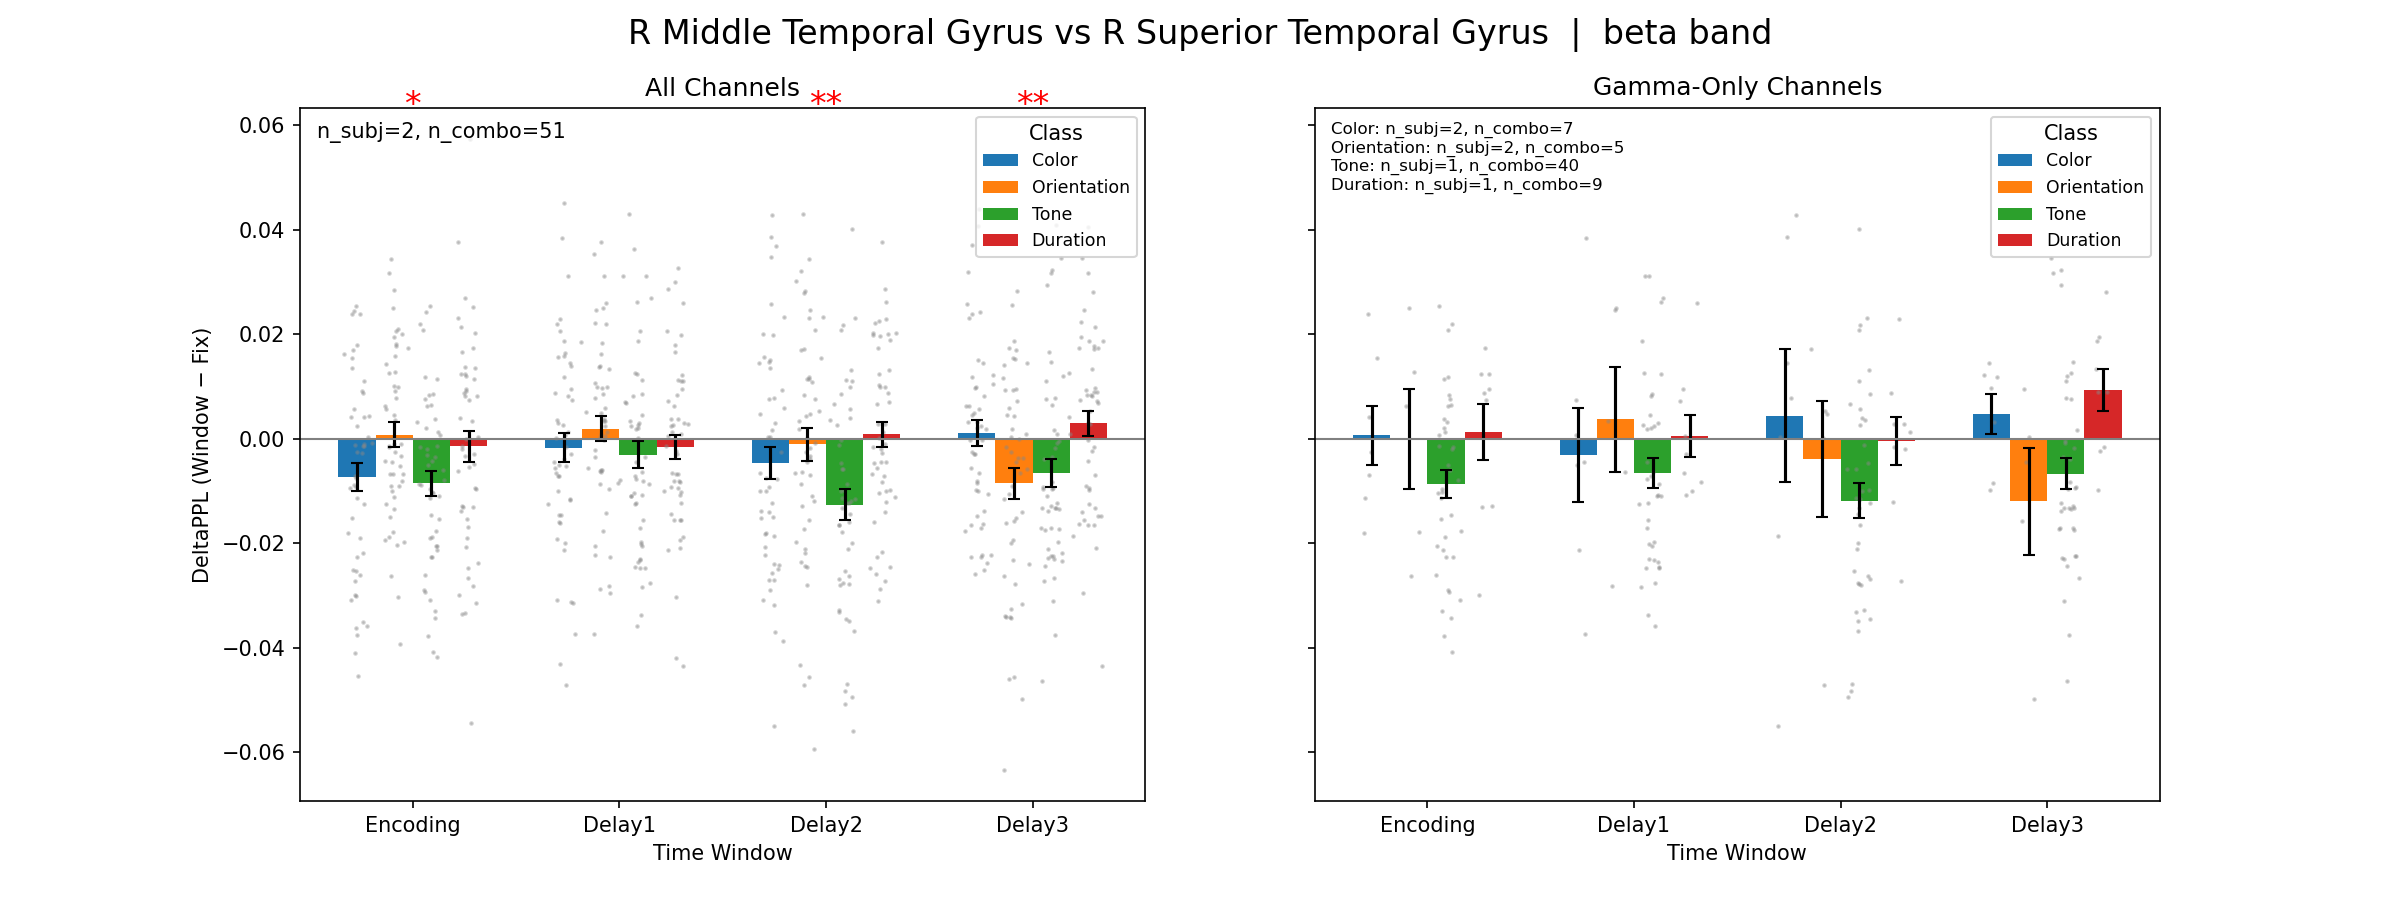 R Middle Temporal Gyrus vs R Superior Temporal Gyrus | beta band
All Channels
* ** **
n_subj=2, n_combo=51
Class
Color
Orientation
Tone
Duration
0.06
0.04
0.02
0.00
−0.02
−0.04
−0.06
DeltaPPL (Window − Fix)
Encoding Delay1 Delay2 Delay3
Time Window
Gamma-Only Channels
Color: n_subj=2, n_combo=7
Orientation: n_subj=2, n_combo=5
Tone: n_subj=1, n_combo=40
Duration: n_subj=1, n_combo=9
Class
Color
Orientation
Tone
Duration
Encoding Delay1 Delay2 Delay3
Time Window